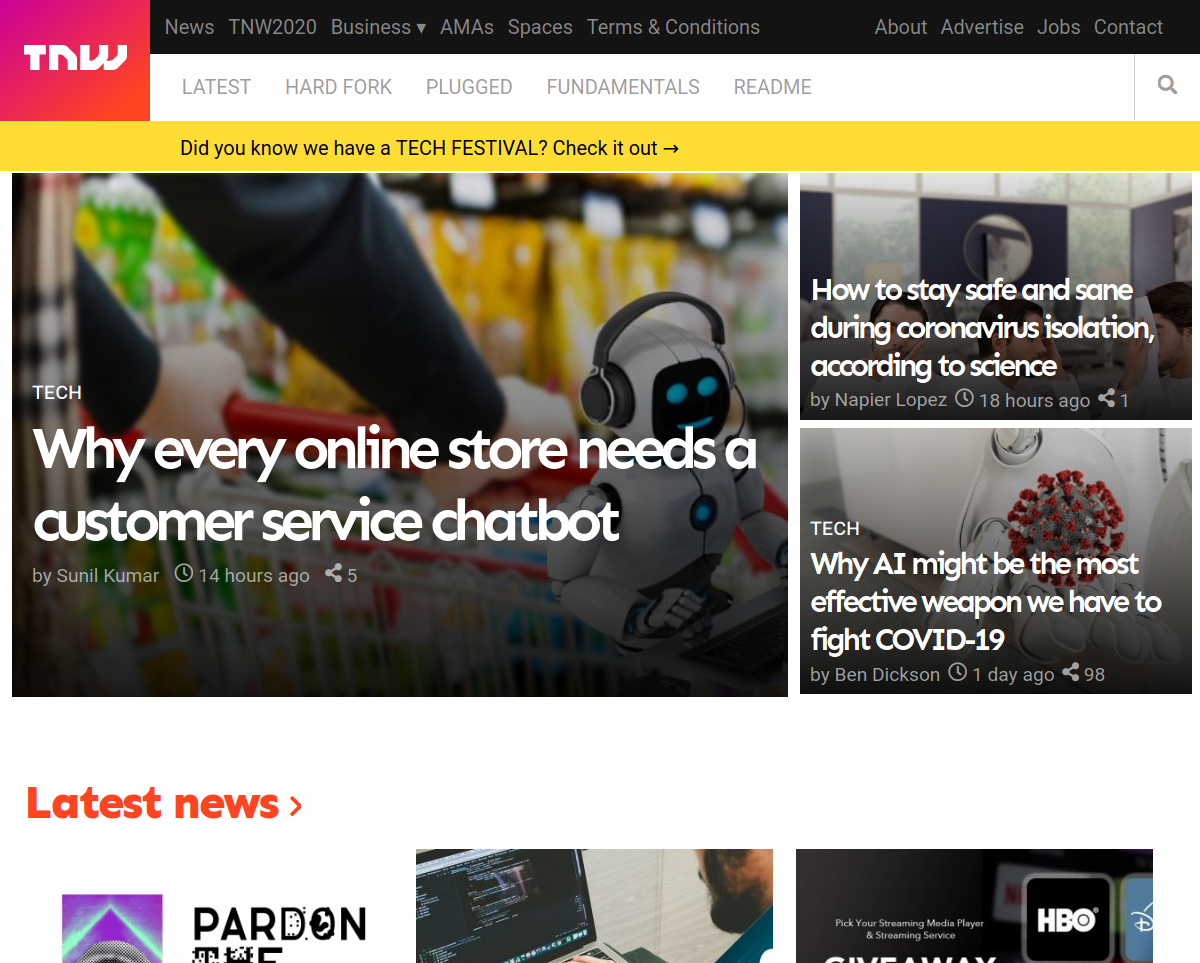 TNW
News TNW2020 Business ▾ AMAs Spaces Terms & Conditions About Advertise Jobs Contact
LATEST HARD FORK PLUGGED FUNDAMENTALS README
Did you know we have a TECH FESTIVAL? Check it out →
TECH
Why every online store needs a
customer service chatbot
by Sunil Kumar 14 hours ago 5
How to stay safe and sane
during coronavirus isolation,
according to science
by Napier Lopez 18 hours ago 1
TECH
Why AI might be the most
effective weapon we have to
fight COVID-19
by Ben Dickson 1 day ago 98
Latest news ›
PARDON
THE
Pick Your Streaming Media Player
& Streaming Service
GIVEAWAY
HBO